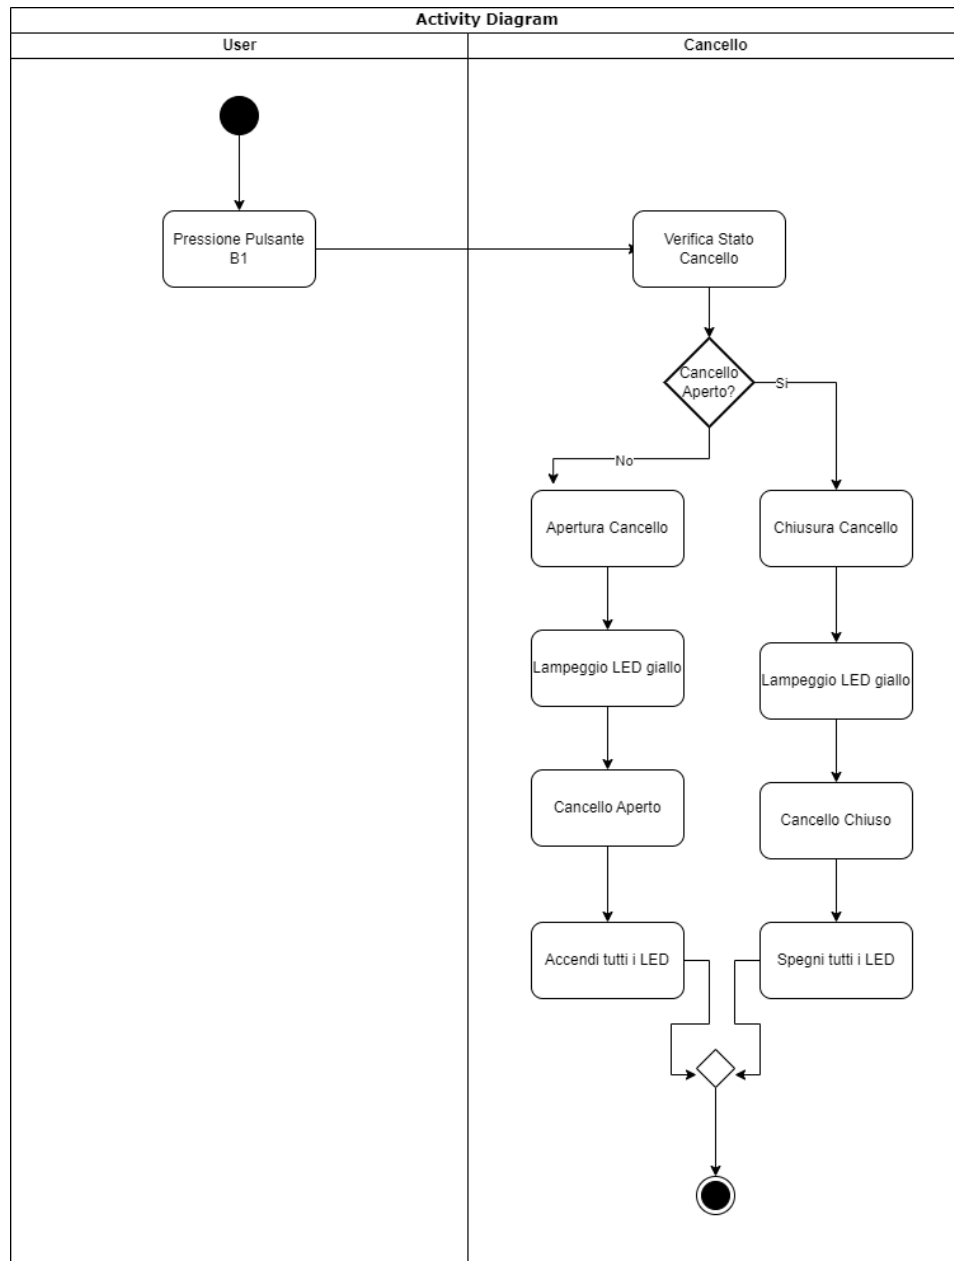 Activity Diagram
User
Cancello
Pressione Pulsante
B1
Verifica Stato
Cancello
Cancello
Aperto?
Si
No
Apertura Cancello
Chiusura Cancello
Lampeggio LED giallo
Lampeggio LED giallo
Cancello Aperto
Cancello Chiuso
Accendi tutti i LED
Spegni tutti i LED